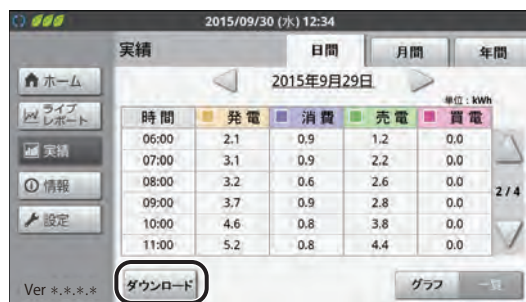 2015/09/30 (水) 12:34
実績 日間 月間 年間
ホーム
ライブレポート
実績
情報
設定
Ver *.*.*.*
2015年9月29日
単位:kWh
時間 発電 消費 売電 買電
06:00 2.1 0.9 1.2 0.0
07:00 3.1 0.9 2.2 0.0
08:00 3.2 0.6 2.6 0.0
09:00 3.7 0.9 2.8 0.0
10:00 4.6 0.8 3.8 0.0
11:00 5.2 0.8 4.4 0.0
2/4
ダウンロード グラフ 一覧